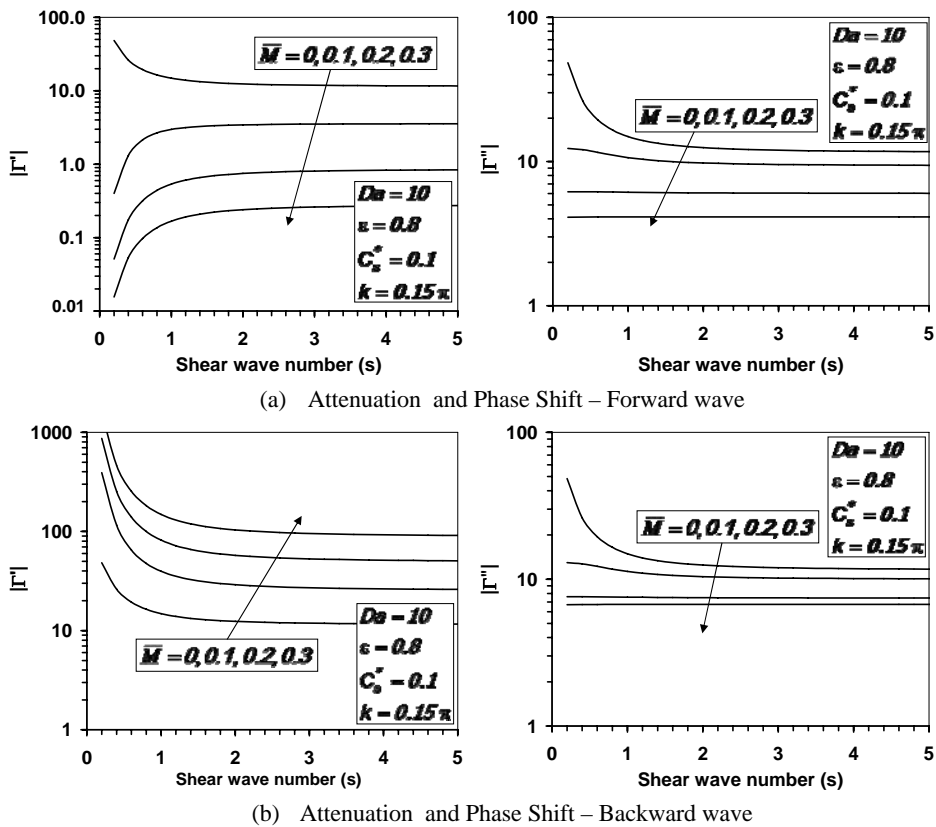 100.0
10.0
1.0
0.1
0.01
|Γ'|
M̅ = 0,0.1, 0.2, 0.3
Da = 10
ε = 0.8
C_s^* = 0.1
k = 0.15π
0 1 2 3 4 5
Shear wave number (s)
100
10
1
|Γ"|
Da = 10
ε = 0.8
C_s^* = 0.1
k = 0.15π
M̅ = 0,0.1, 0.2, 0.3
0 1 2 3 4 5
Shear wave number (s)
(a) Attenuation and Phase Shift – Forward wave
1000
100
10
1
|Γ'|
M̅ = 0,0.1, 0.2, 0.3
Da = 10
ε = 0.8
C_s^* = 0.1
k = 0.15π
0 1 2 3 4 5
Shear wave number (s)
100
10
1
|Γ"|
Da = 10
ε = 0.8
C_s^* = 0.1
k = 0.15π
M̅ = 0,0.1, 0.2, 0.3
0 1 2 3 4 5
Shear wave number (s)
(b) Attenuation and Phase Shift – Backward wave